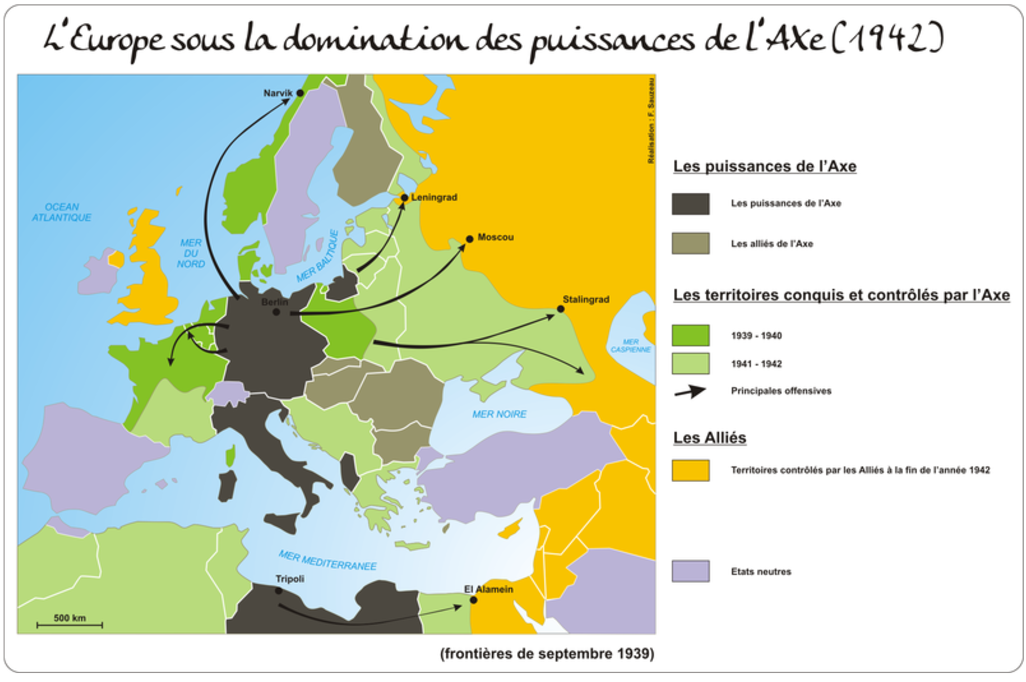 L'Europe sous la domination des puissances de l'Axe (1942)
Réalisation : F. Sauzeau
Narvik
OCEAN
ATLANTIQUE
Leningrad
MER
DU
NORD
MER BALTIQUE
Moscou
Berlin
Stalingrad
MER
CASPIENNE
MER NOIRE
MER MEDITERRANEE
Tripoli
El Alamein
500 km
(frontières de septembre 1939)
Les puissances de l'Axe
Les puissances de l'Axe
Les alliés de l'Axe
Les territoires conquis et contrôlés par l'Axe
1939 - 1940
1941 - 1942
Principales offensives
Les Alliés
Territoires contrôlés par les Alliés à la fin de l'année 1942
Etats neutres